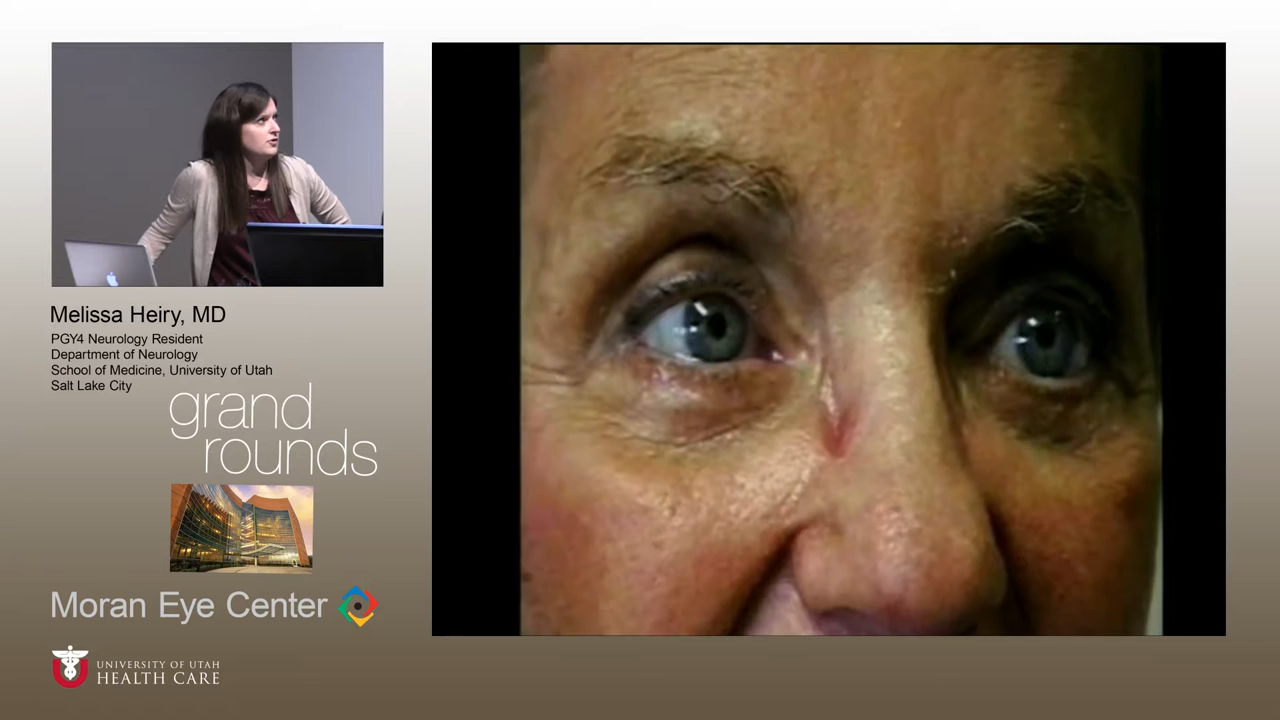 Melissa Heiry, MD
PGY4 Neurology Resident
Department of Neurology
School of Medicine, University of Utah
Salt Lake City
grand
rounds
Moran Eye Center
UNIVERSITY OF UTAH
HEALTH CARE